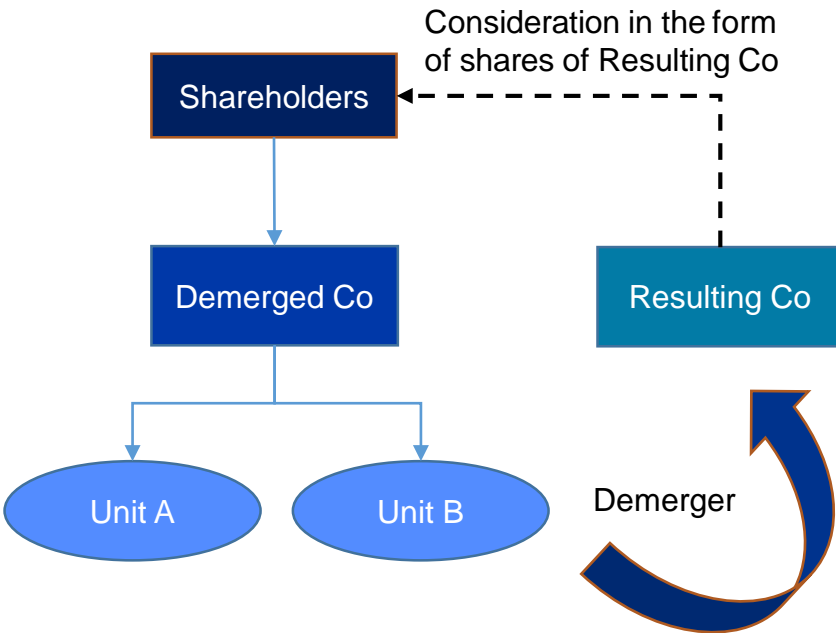 Consideration in the form
of shares of Resulting Co
Shareholders
Demerged Co
Resulting Co
Unit A
Unit B
Demerger